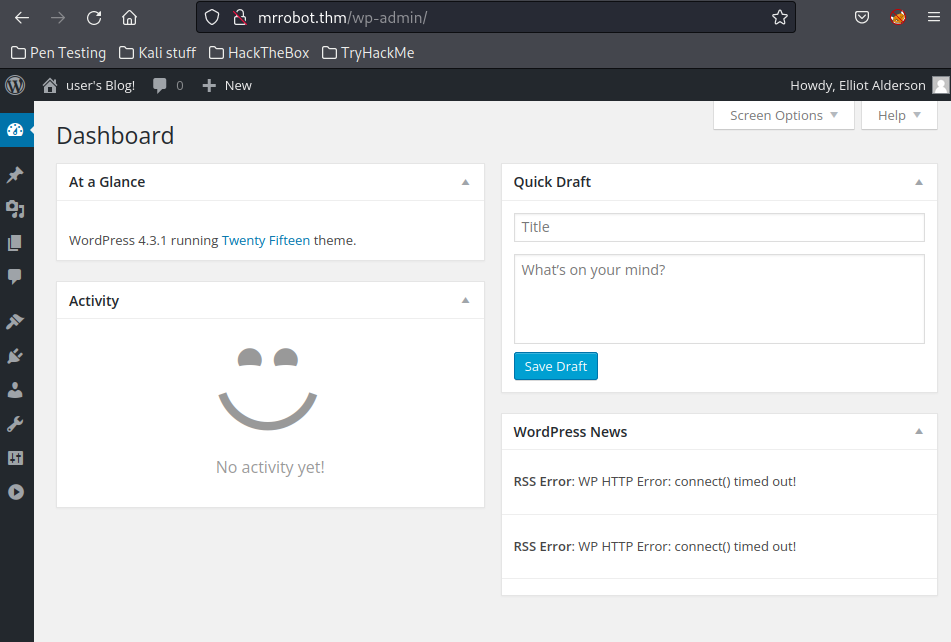 mrrobot.thm/wp-admin/
Pen Testing Kali stuff HackTheBox TryHackMe
user's Blog! 0 New Howdy, Elliot Alderson
Screen Options Help
Dashboard
At a Glance
WordPress 4.3.1 running Twenty Fifteen theme.
Activity
No activity yet!
Quick Draft
Title
What's on your mind?
Save Draft
WordPress News
RSS Error: WP HTTP Error: connect() timed out!
RSS Error: WP HTTP Error: connect() timed out!